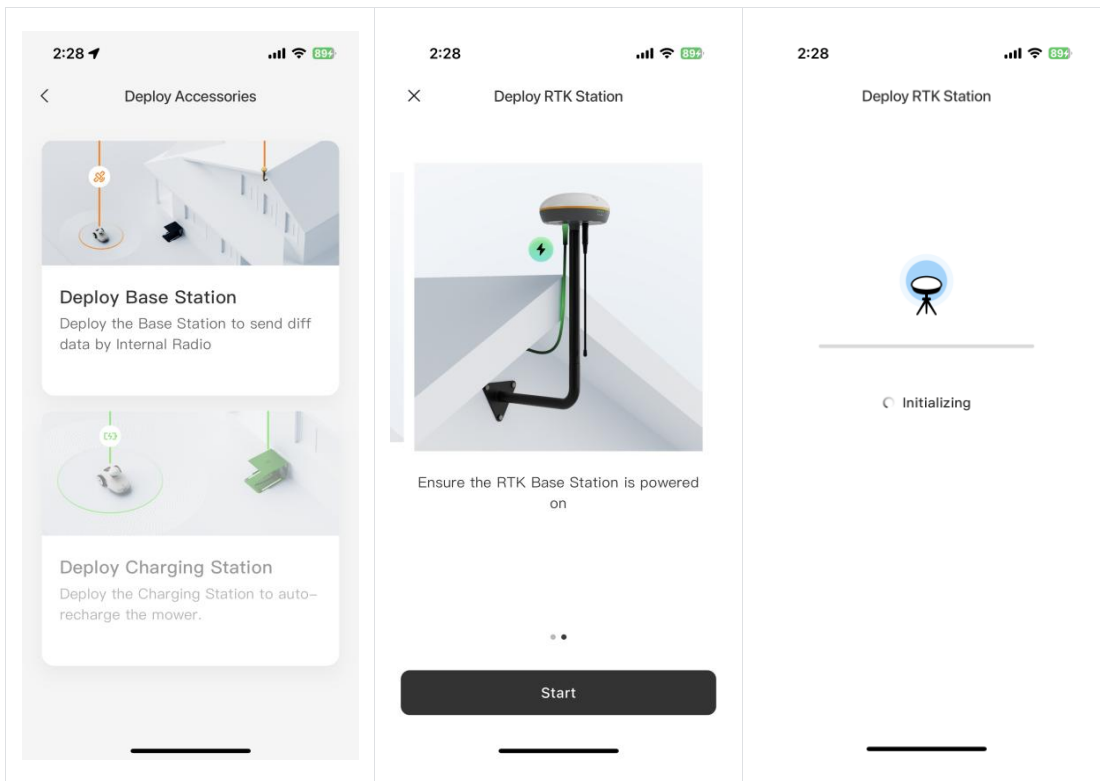 2:28
89
Deploy Accessories
Deploy Base Station
Deploy the Base Station to send diff
data by Internal Radio
Deploy Charging Station
Deploy the Charging Station to auto-
recharge the mower.
2:28
89
Deploy RTK Station
Ensure the RTK Base Station is powered
on
Start
2:28
89
Deploy RTK Station
Initializing